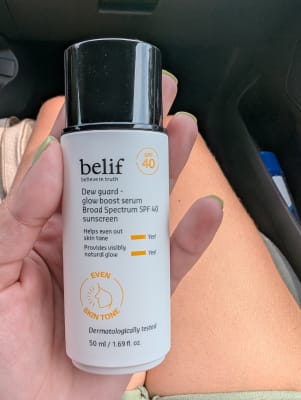 belif
believe in truth
SPF
40
Dew guard -
glow boost serum
Broad Spectrum SPF 40
sunscreen
Helps even out
skin tone
Yes!
Provides visibly
natural glow
Yes!
EVEN
SKIN TONE
Dermatologically tested
50 ml / 1.69 fl. oz.